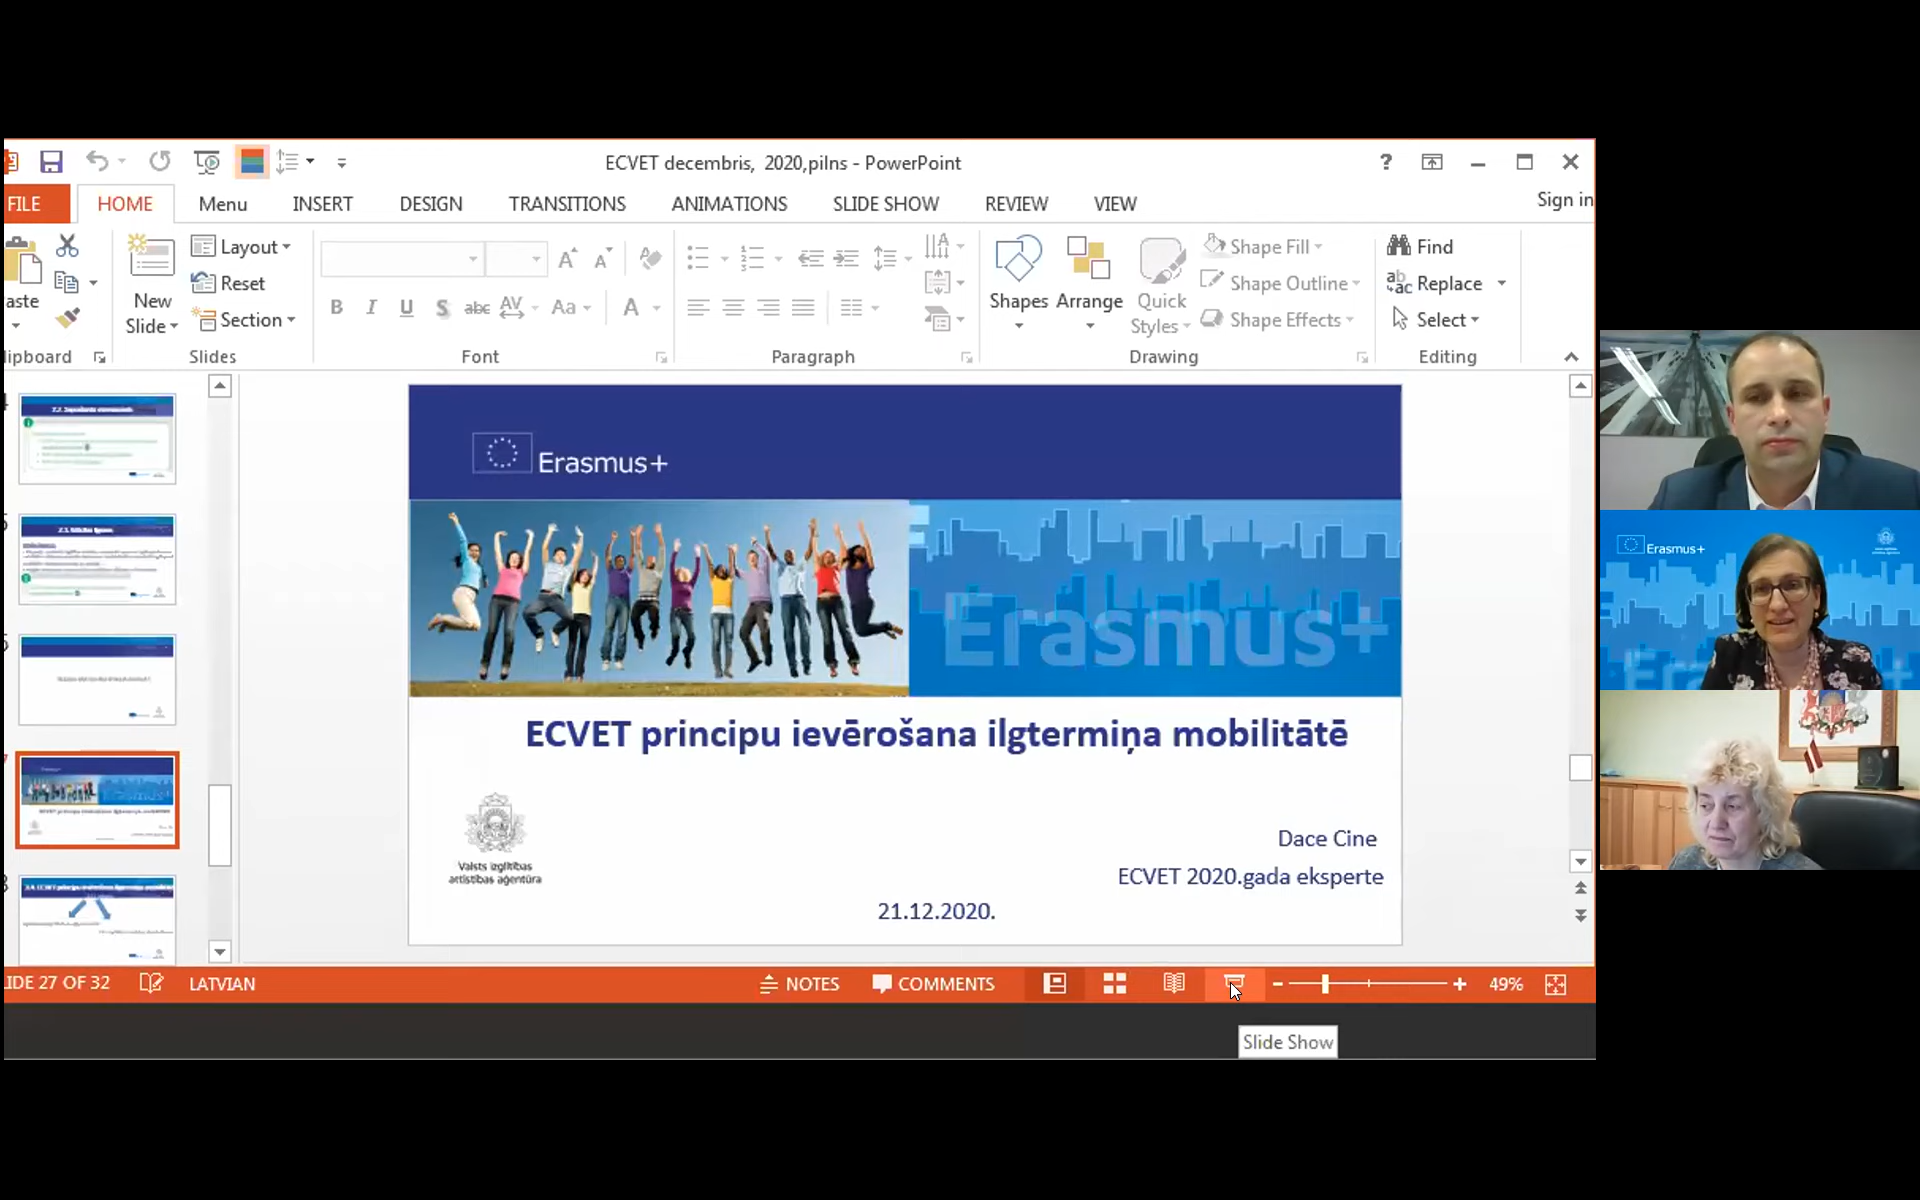 ECVET decembris, 2020,pilns - PowerPoint
FILE
HOME
Menu
INSERT
DESIGN
TRANSITIONS
ANIMATIONS
SLIDE SHOW
REVIEW
VIEW
Sign in
aste
New
Slide
Layout
Reset
Section
Find
Replace
Select
Shapes
Arrange
Quick
Styles
Shape Fill
Shape Outline
Shape Effects
lipboard
Slides
Font
Paragraph
Drawing
Editing
Erasmus+
Erasmus+
ECVET principu ievērošana ilgtermiņa mobilitātē
Valsts izglītības
attīstības aģentūra
Dace Cine
ECVET 2020.gada eksperte
21.12.2020.
IDE 27 OF 32
LATVIAN
NOTES
COMMENTS
49%
Slide Show
Erasmus+